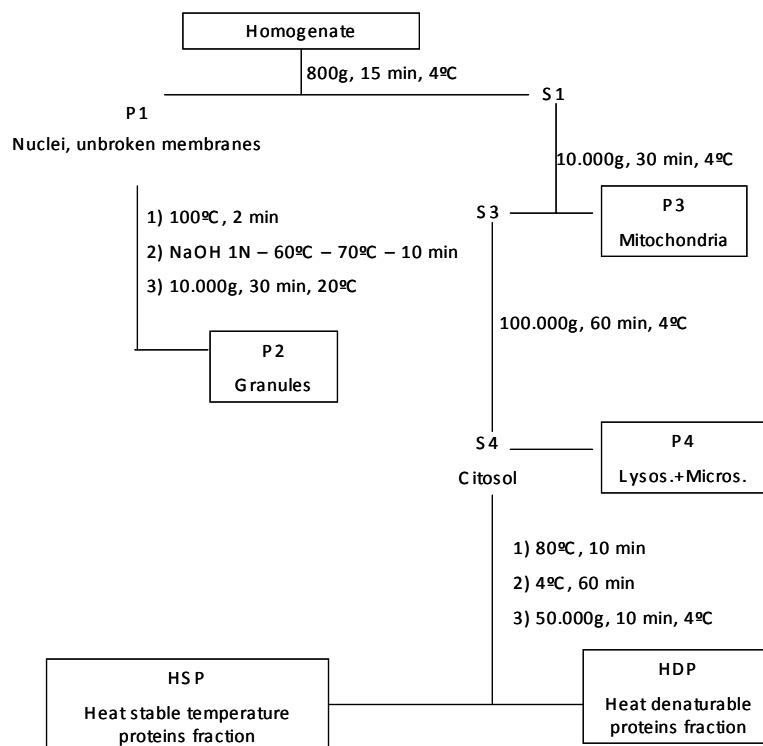 Homogenate
800g, 15 min, 4ºC
S1
P1
Nuclei, unbroken membranes
10.000g, 30 min, 4ºC
1) 100ºC, 2 min
2) NaOH 1N – 60ºC – 70ºC – 10 min
3) 10.000g, 30 min, 20ºC
S3
P3
Mitochondria
100.000g, 60 min, 4ºC
P2
Granules
S4
Citosol
P4
Lysos.+Micros.
1) 80ºC, 10 min
2) 4ºC, 60 min
3) 50.000g, 10 min, 4ºC
HSP
Heat stable temperature
proteins fraction
HDP
Heat denaturable
proteins fraction